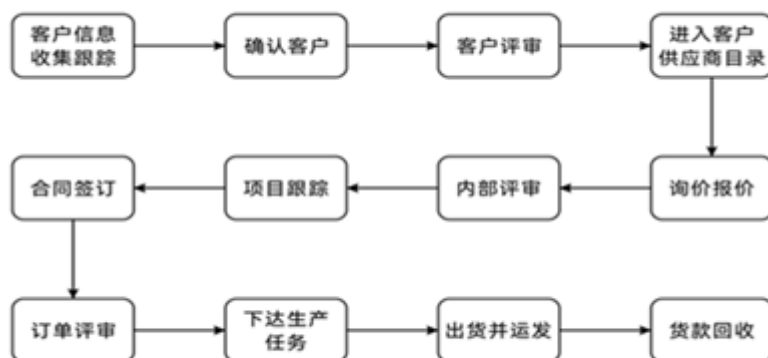 客户信息
收集跟踪
确认客户
客户评审
进入客户
供应商目录
合同签订
项目跟踪
内部评审
询价报价
订单评审
下达生产
任务
出货并运发
货款回收